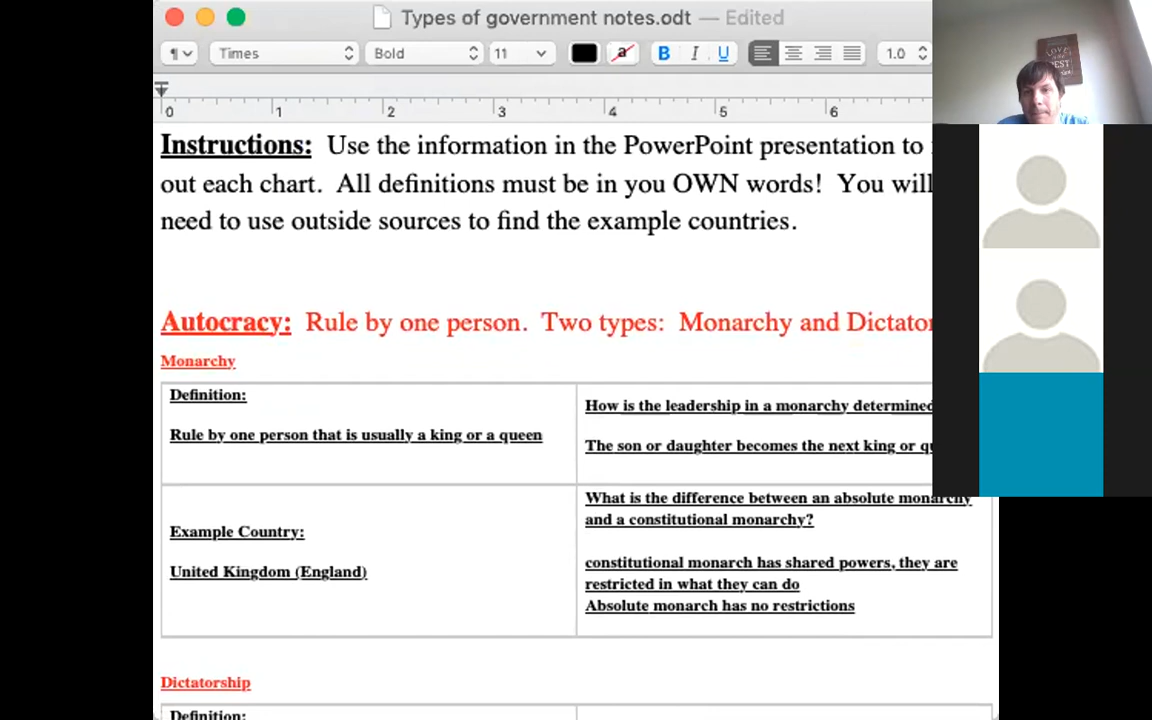 Types of government notes.odt — Edited
¶ Times Bold 11 a B I U 1.0
0 1 2 3 4 5 6
Instructions: Use the information in the PowerPoint presentation to
out each chart. All definitions must be in you OWN words! You will
need to use outside sources to find the example countries.
Autocracy: Rule by one person. Two types: Monarchy and
Monarchy
Definition:
Rule by one person that is usually a king or a queen
How is the leadership in a monarchy determined
The son or daughter becomes the next king or
Example Country:
United Kingdom (England)
What is the difference between an absolute monarchy
and a constitutional monarchy?
constitutional monarch has shared powers, they are
restricted in what they can do
Absolute monarch has no restrictions
Dictatorship
Definition: